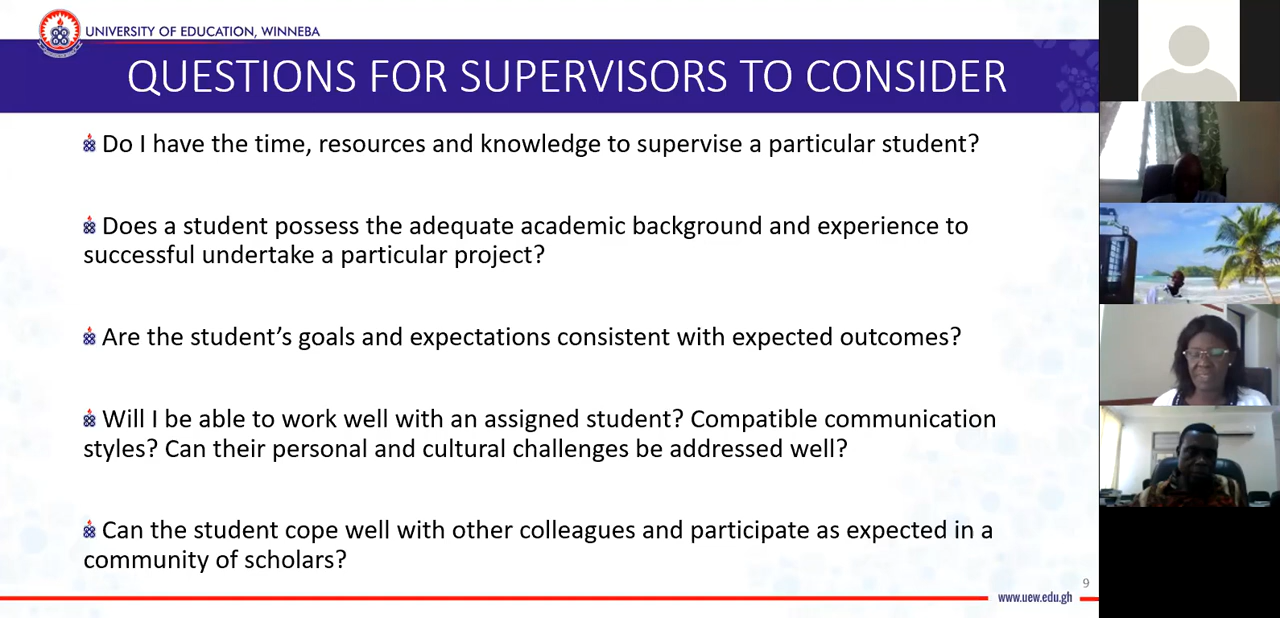 UNIVERSITY OF EDUCATION, WINNEBA
QUESTIONS FOR SUPERVISORS TO CONSIDER
Do I have the time, resources and knowledge to supervise a particular student?
Does a student possess the adequate academic background and experience to
successful undertake a particular project?
Are the student’s goals and expectations consistent with expected outcomes?
Will I be able to work well with an assigned student? Compatible communication
styles? Can their personal and cultural challenges be addressed well?
Can the student cope well with other colleagues and participate as expected in a
community of scholars?
9
www.uew.edu.gh